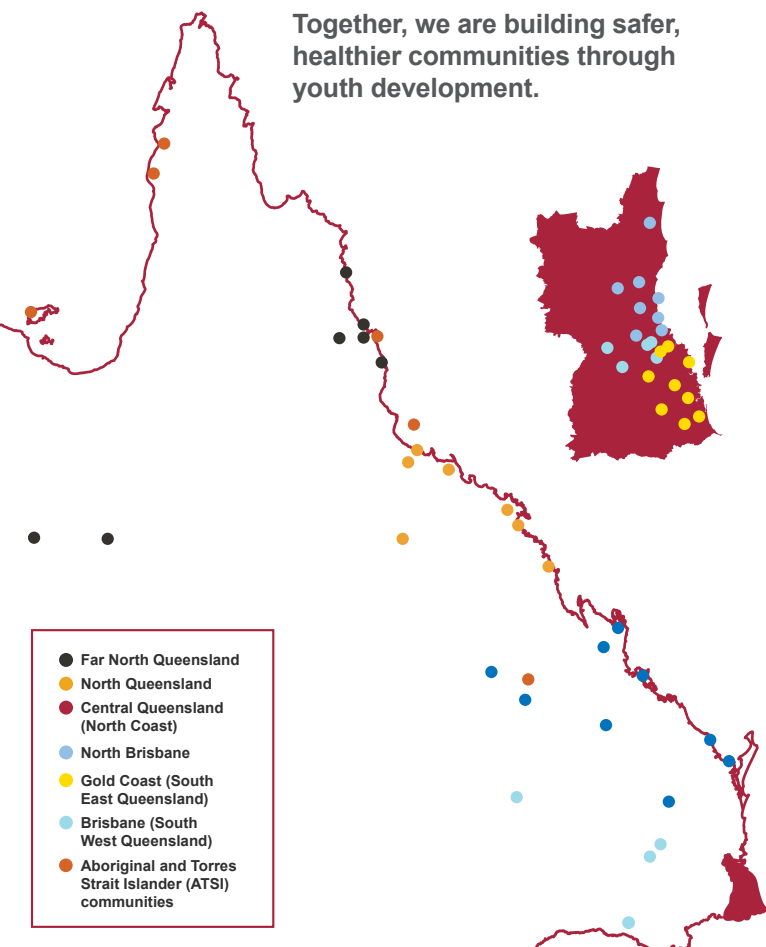 Together, we are building safer,
healthier communities through
youth development.
Far North Queensland
North Queensland
Central Queensland
(North Coast)
North Brisbane
Gold Coast (South
East Queensland)
Brisbane (South
West Queensland)
Aboriginal and Torres
Strait Islander (ATSI)
communities